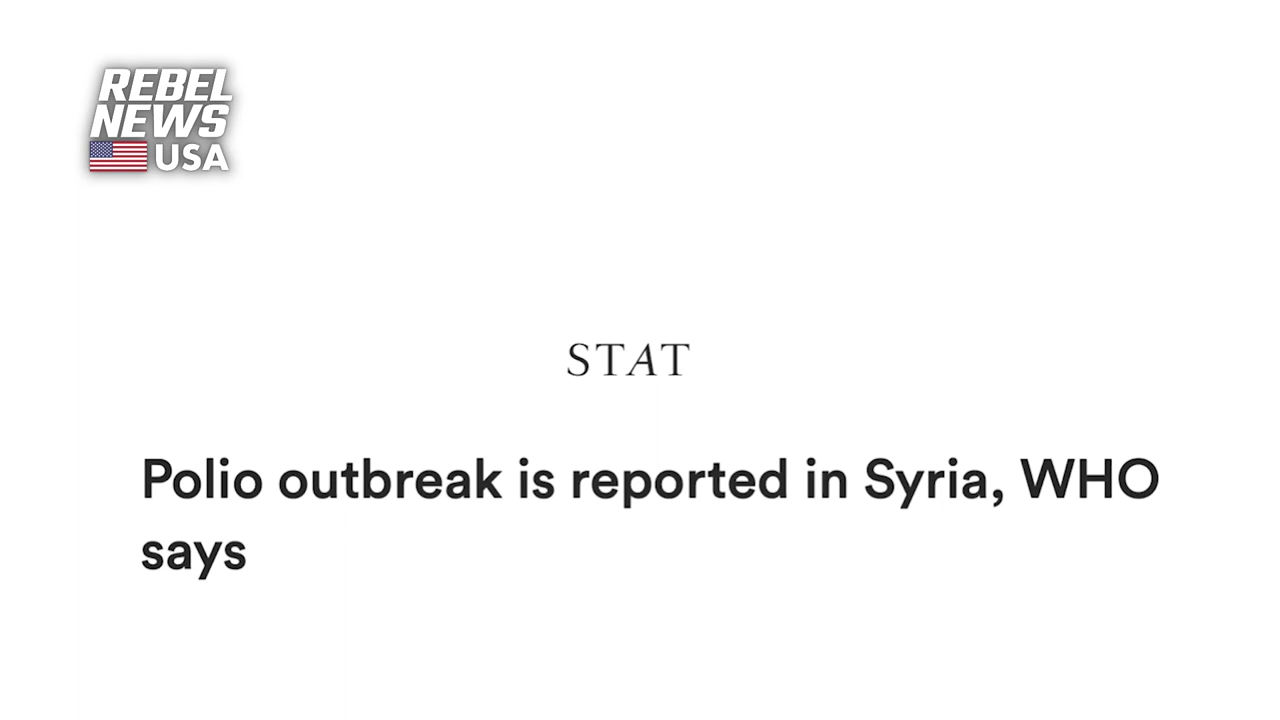 REBEL
NEWS
USA
STAT
Polio outbreak is reported in Syria, WHO
says